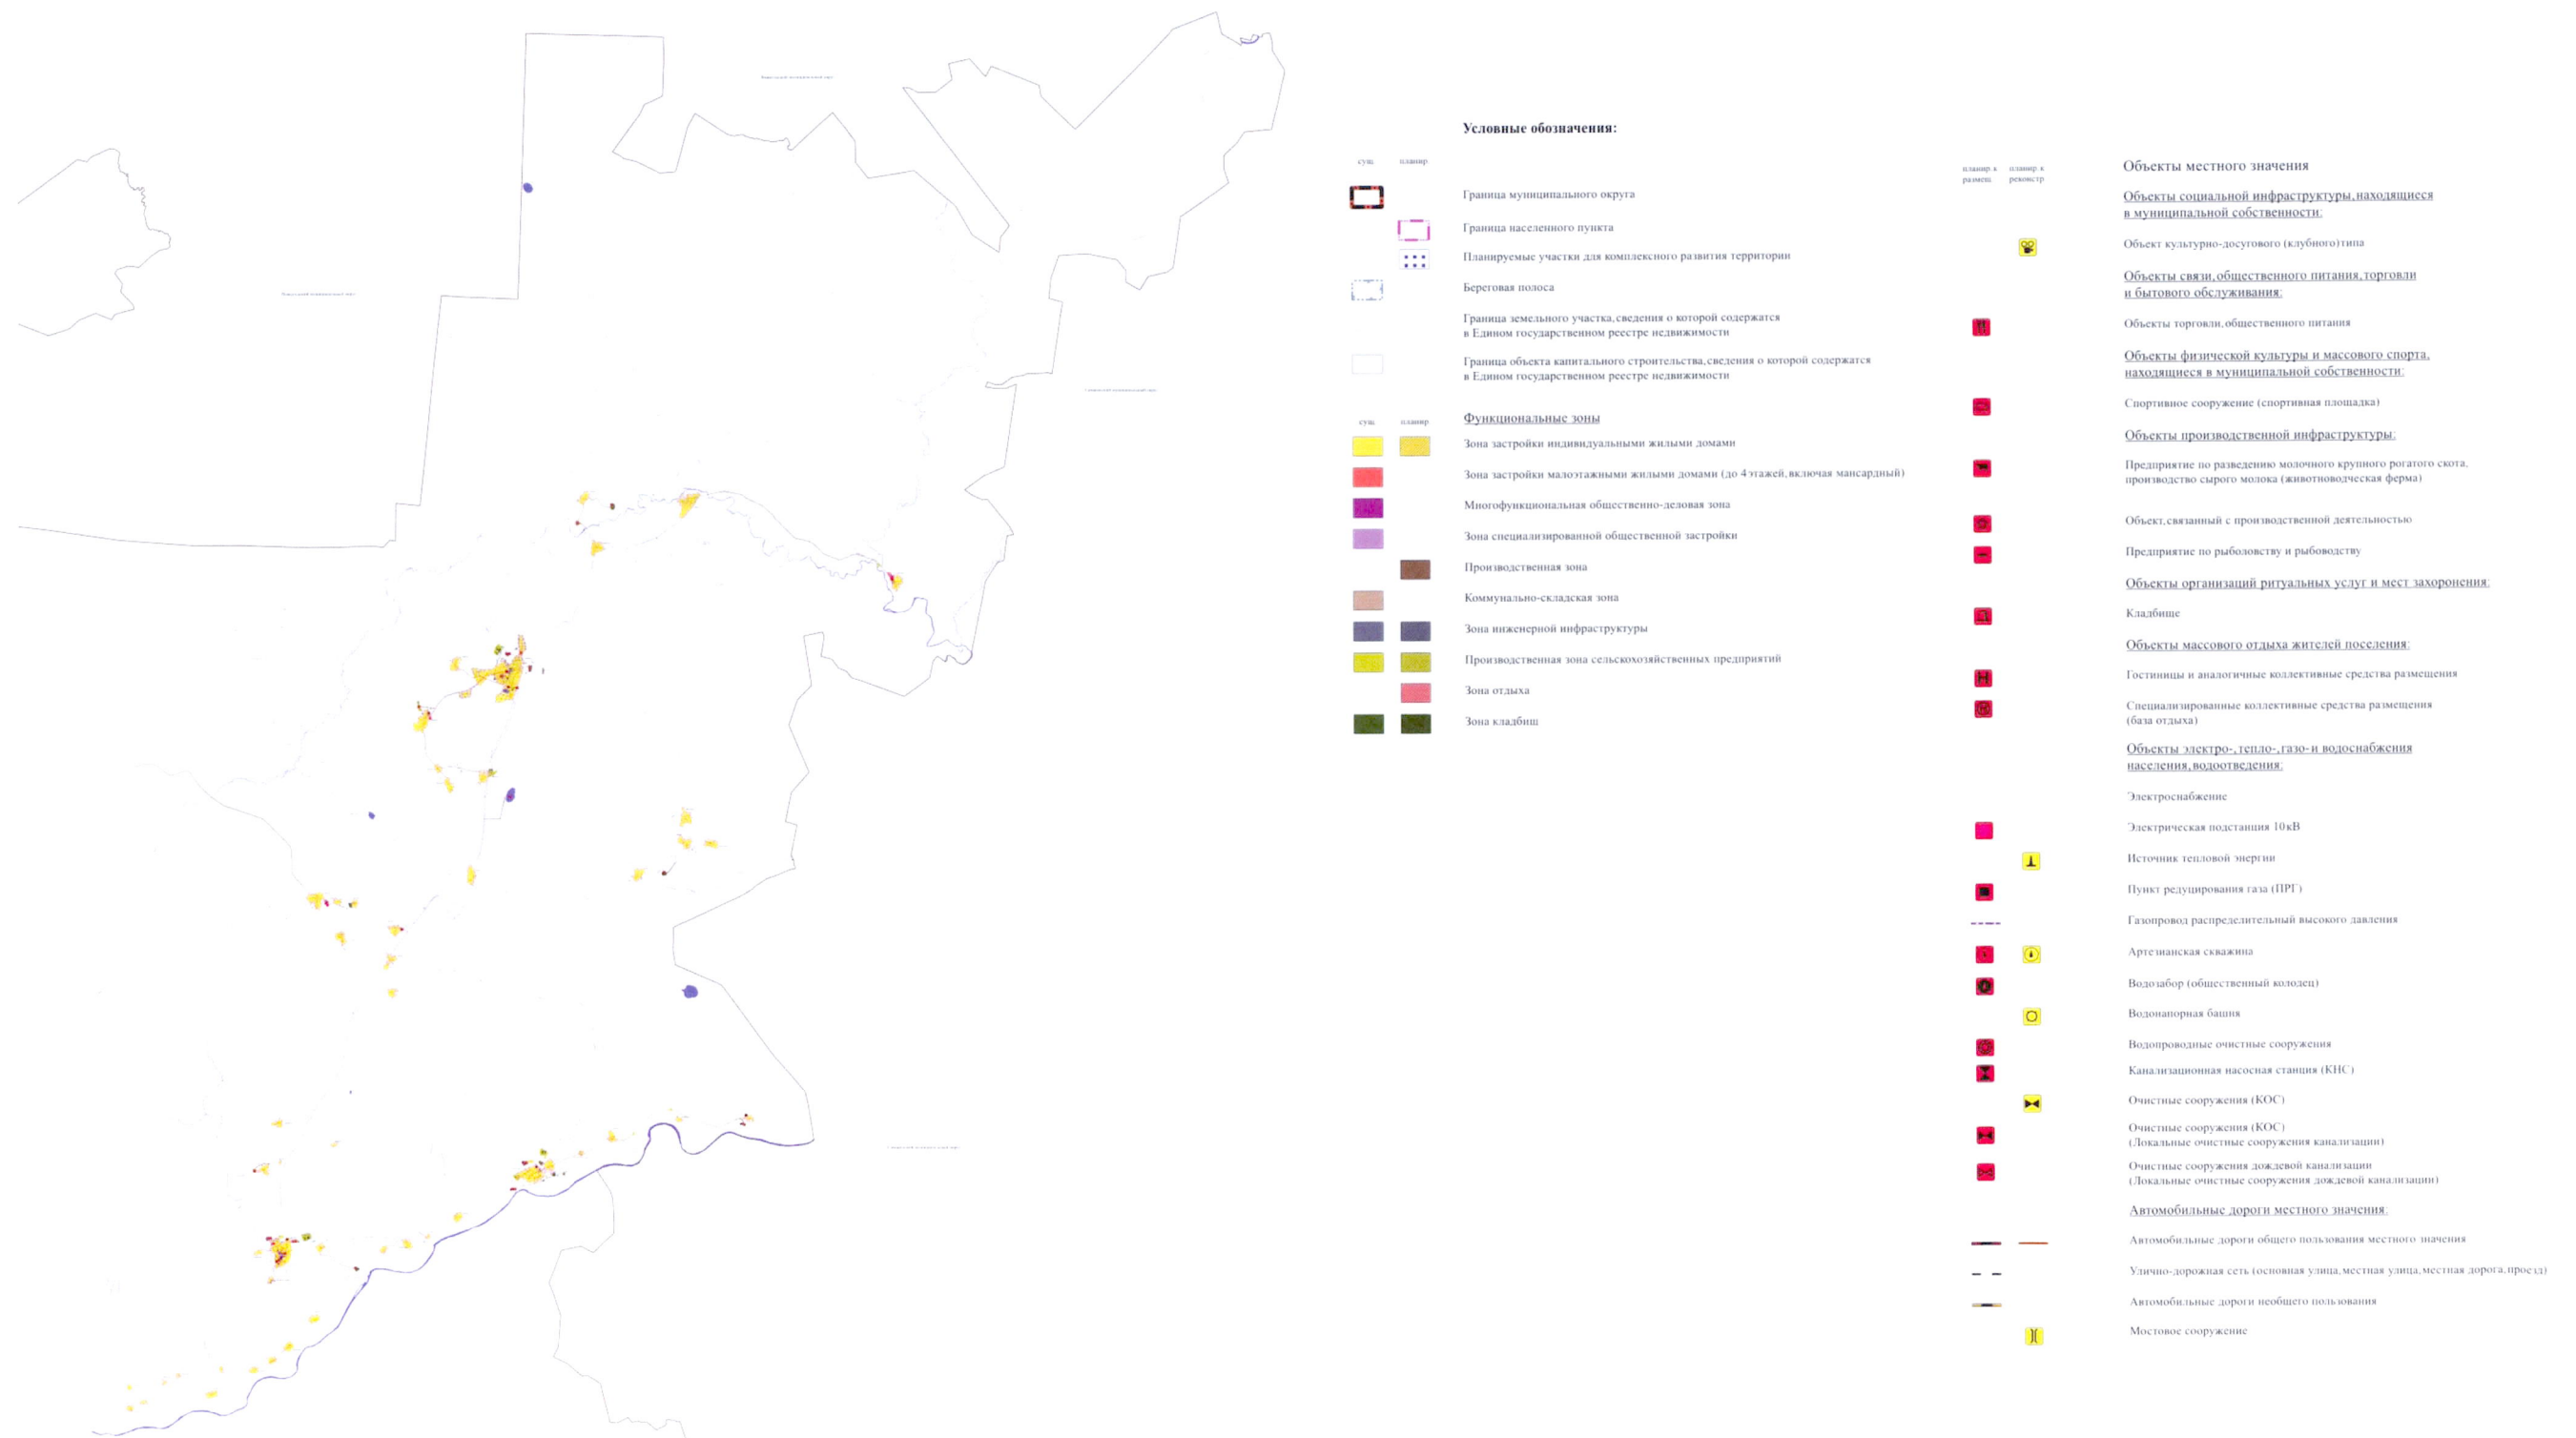 Условные обозначения:
сущ. планир
Граница муниципального округа
Граница населенного пункта
Планируемые участки для комплексного развития территории
Береговая полоса
Граница земельного участка, сведения о которой содержатся
в Едином государственном реестре недвижимости
Граница объекта капитального строительства, сведения о которой содержатся
в Едином государственном реестре недвижимости
сущ. планир
Функциональные зоны
Зона застройки индивидуальными жилыми домами
Зона застройки малоэтажными жилыми домами (до 4 этажей, включая мансардный)
Многофункциональная общественно-деловая зона
Зона специализированной общественной застройки
Производственная зона
Коммунально-складская зона
Зона инженерной инфраструктуры
Производственная зона сельскохозяйственных предприятий
Зона отдыха
Зона кладбищ
планир. к размещ.
планир. к реконстр
Объекты местного значения
Объекты социальной инфраструктуры, находящиеся
в муниципальной собственности:
Объект культурно-досугового (клубного) типа
Объекты связи, общественного питания, торговли
и бытового обслуживания:
Объекты торговли, общественного питания
Объекты физической культуры и массового спорта,
находящиеся в муниципальной собственности:
Спортивное сооружение (спортивная площадка)
Объекты производственной инфраструктуры:
Предприятие по разведению молочного крупного рогатого скота,
производство сырого молока (животноводческая ферма)
Объект, связанный с производственной деятельностью
Предприятие по рыболовству и рыбоводству
Объекты организаций ритуальных услуг и мест захоронения:
Кладбище
Объекты массового отдыха жителей поселения:
Гостиницы и аналогичные коллективные средства размещения
Специализированные коллективные средства размещения
(база отдыха)
Объекты электро-, тепло-, газо- и водоснабжения
населения, водоотведения:
Электроснабжение
Электрическая подстанция 10 кВ
Источник тепловой энергии
Пункт редуцирования газа (ПРГ)
Газопровод распределительный высокого давления
Артезианская скважина
Водозабор (общественный колодец)
Водонапорная башня
Водопроводные очистные сооружения
Канализационная насосная станция (КНС)
Очистные сооружения (КОС)
Очистные сооружения (КОС)
(Локальные очистные сооружения канализации)
Очистные сооружения дождевой канализации
(Локальные очистные сооружения дождевой канализации)
Автомобильные дороги местного значения:
Автомобильные дороги общего пользования местного значения
Улично-дорожная сеть (основная улица, местная улица, местная дорога, проезд)
Автомобильные дороги необщего пользования
Мостовое сооружение